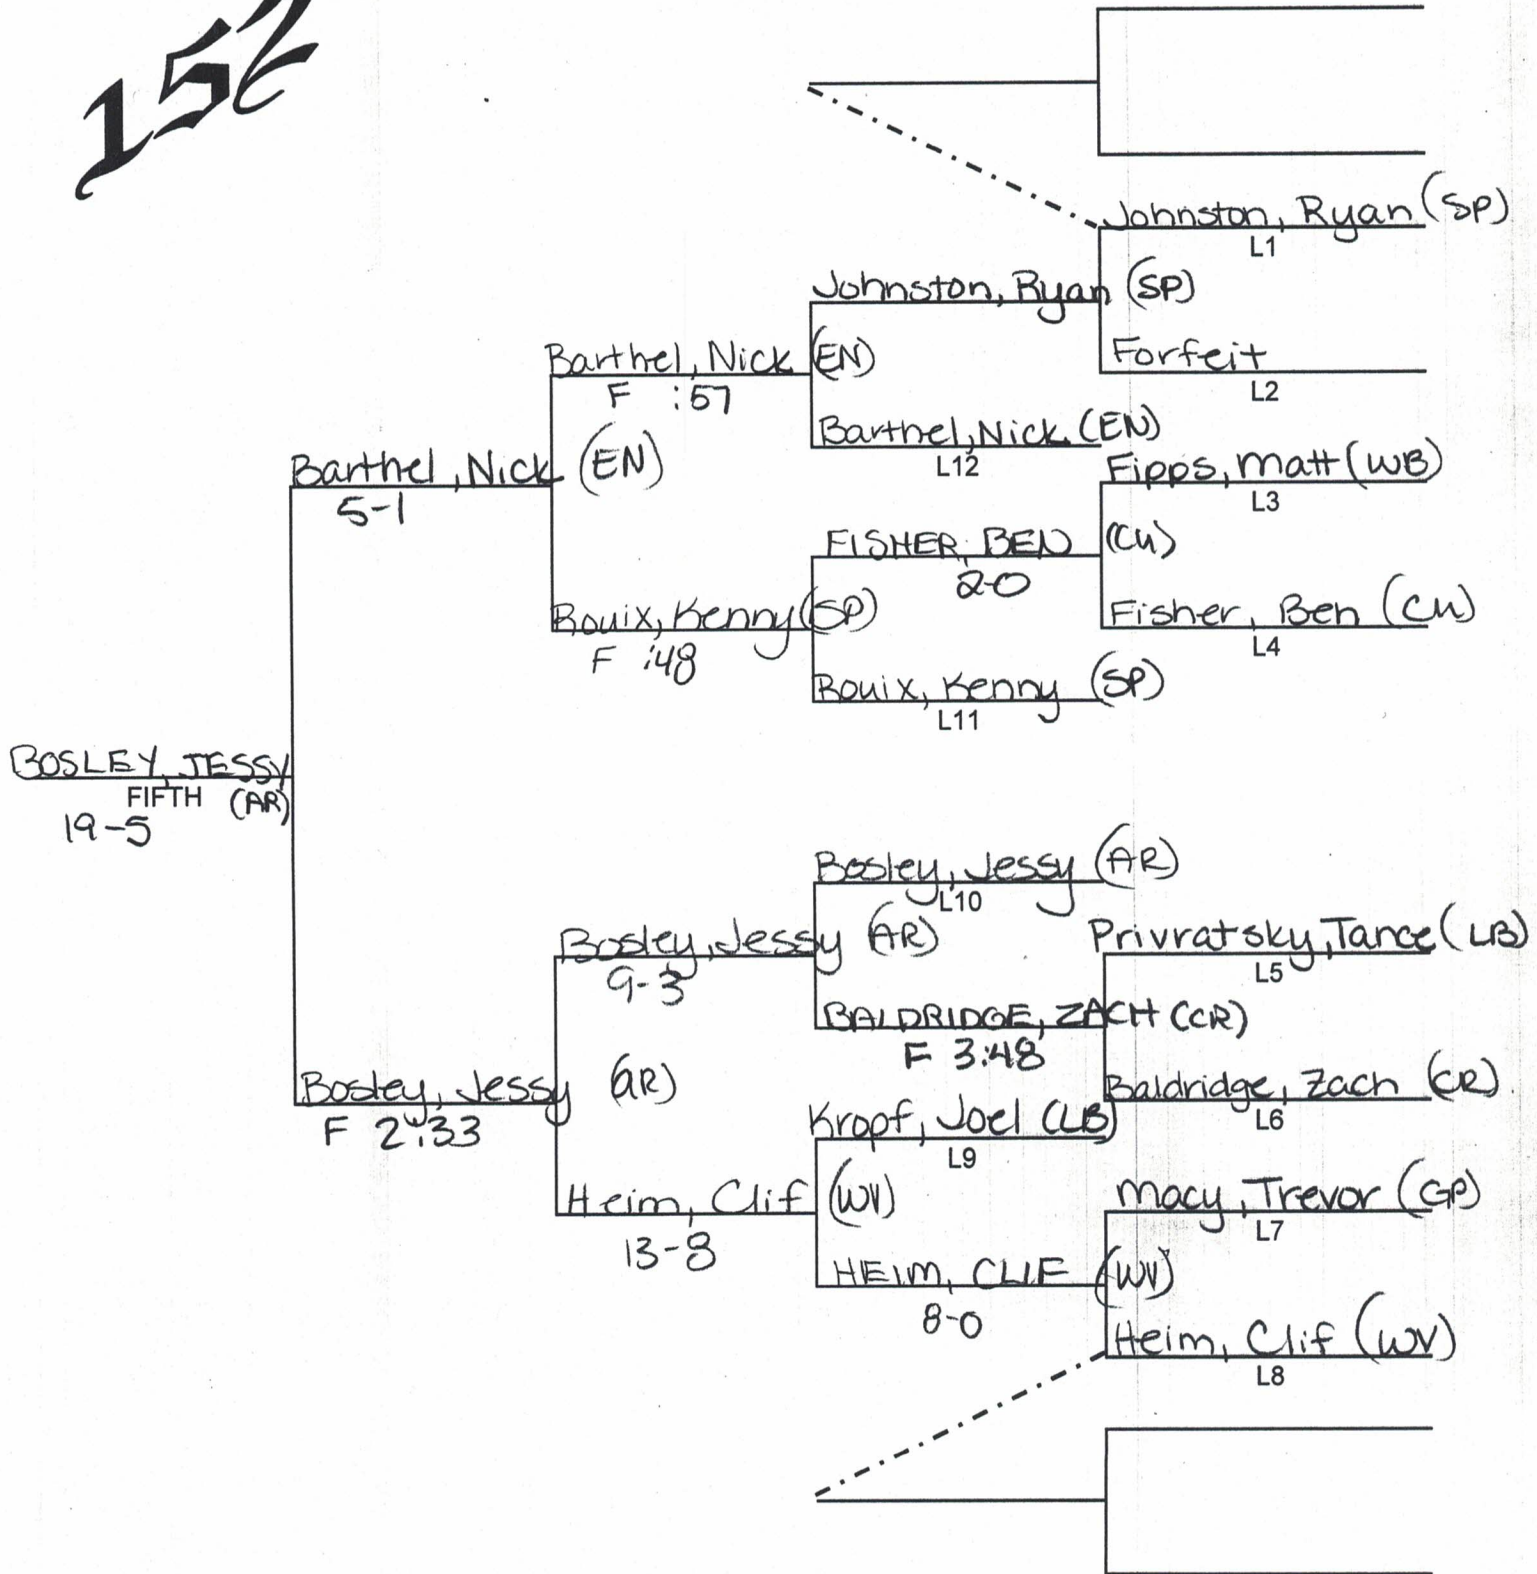 152
Johnston, Ryan (SP)
L1
Johnston, Ryan (SP)
Forfeit
L2
Barthel, Nick (EN)
F :57
Barthel, Nick (EN)
L12
Barthel, Nick (EN)
5-1
Fipps, Matt (WB)
L3
FISHER, BEN (CU)
2-0
Fisher, Ben (CU)
L4
Rouix, Kenny (SP)
F :48
Rouix, Kenny (SP)
L11
BOSLEY, JESSY
FIFTH (AR)
19-5
Bosley, Jessy (AR)
L10
Bosley, Jessy (AR)
9-3
Privratsky, Tance (LB)
L5
BALDRIDGE, ZACH (CR)
F 3:48
Baldridge, Zach (CR)
L6
Bosley, Jessy (AR)
F 2:33
Kropf, Joel (LB)
L9
Heim, Clif (WV)
13-8
Macy, Trevor (GP)
L7
HEIM, CLIF (WV)
8-0
Heim, Clif (WV)
L8